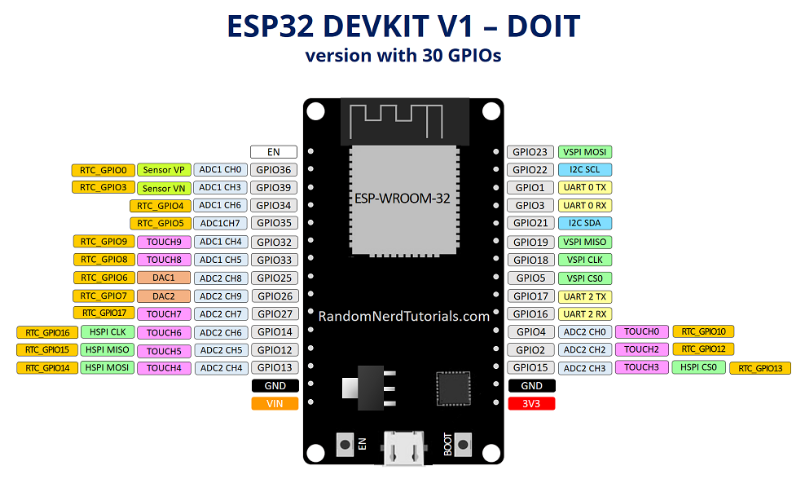 ESP32 DEVKIT V1 – DOIT
version with 30 GPIOs
EN
RTC_GPIO0 Sensor VP ADC1 CH0 GPIO36
RTC_GPIO3 Sensor VN ADC1 CH3 GPIO39
RTC_GPIO4 ADC1 CH6 GPIO34
RTC_GPIO5 ADC1CH7 GPIO35
RTC_GPIO9 TOUCH9 ADC1 CH4 GPIO32
RTC_GPIO8 TOUCH8 ADC1 CH5 GPIO33
RTC_GPIO6 DAC1 ADC2 CH8 GPIO25
RTC_GPIO7 DAC2 ADC2 CH9 GPIO26
RTC_GPIO17 TOUCH7 ADC2 CH7 GPIO27
RTC_GPIO16 HSPI CLK TOUCH6 ADC2 CH6 GPIO14
RTC_GPIO15 HSPI MISO TOUCH5 ADC2 CH5 GPIO12
RTC_GPIO14 HSPI MOSI TOUCH4 ADC2 CH4 GPIO13
GND
VIN
ESP-WROOM-32
RandomNerdTutorials.com
EN
BOOT
GPIO23 VSPI MOSI
GPIO22 I2C SCL
GPIO1 UART 0 TX
GPIO3 UART 0 RX
GPIO21 I2C SDA
GPIO19 VSPI MISO
GPIO18 VSPI CLK
GPIO5 VSPI CS0
GPIO17 UART 2 TX
GPIO16 UART 2 RX
GPIO4 ADC2 CH0 TOUCH0 RTC_GPIO10
GPIO2 ADC2 CH2 TOUCH2 RTC_GPIO12
GPIO15 ADC2 CH3 TOUCH3 HSPI CS0 RTC_GPIO13
GND
3V3